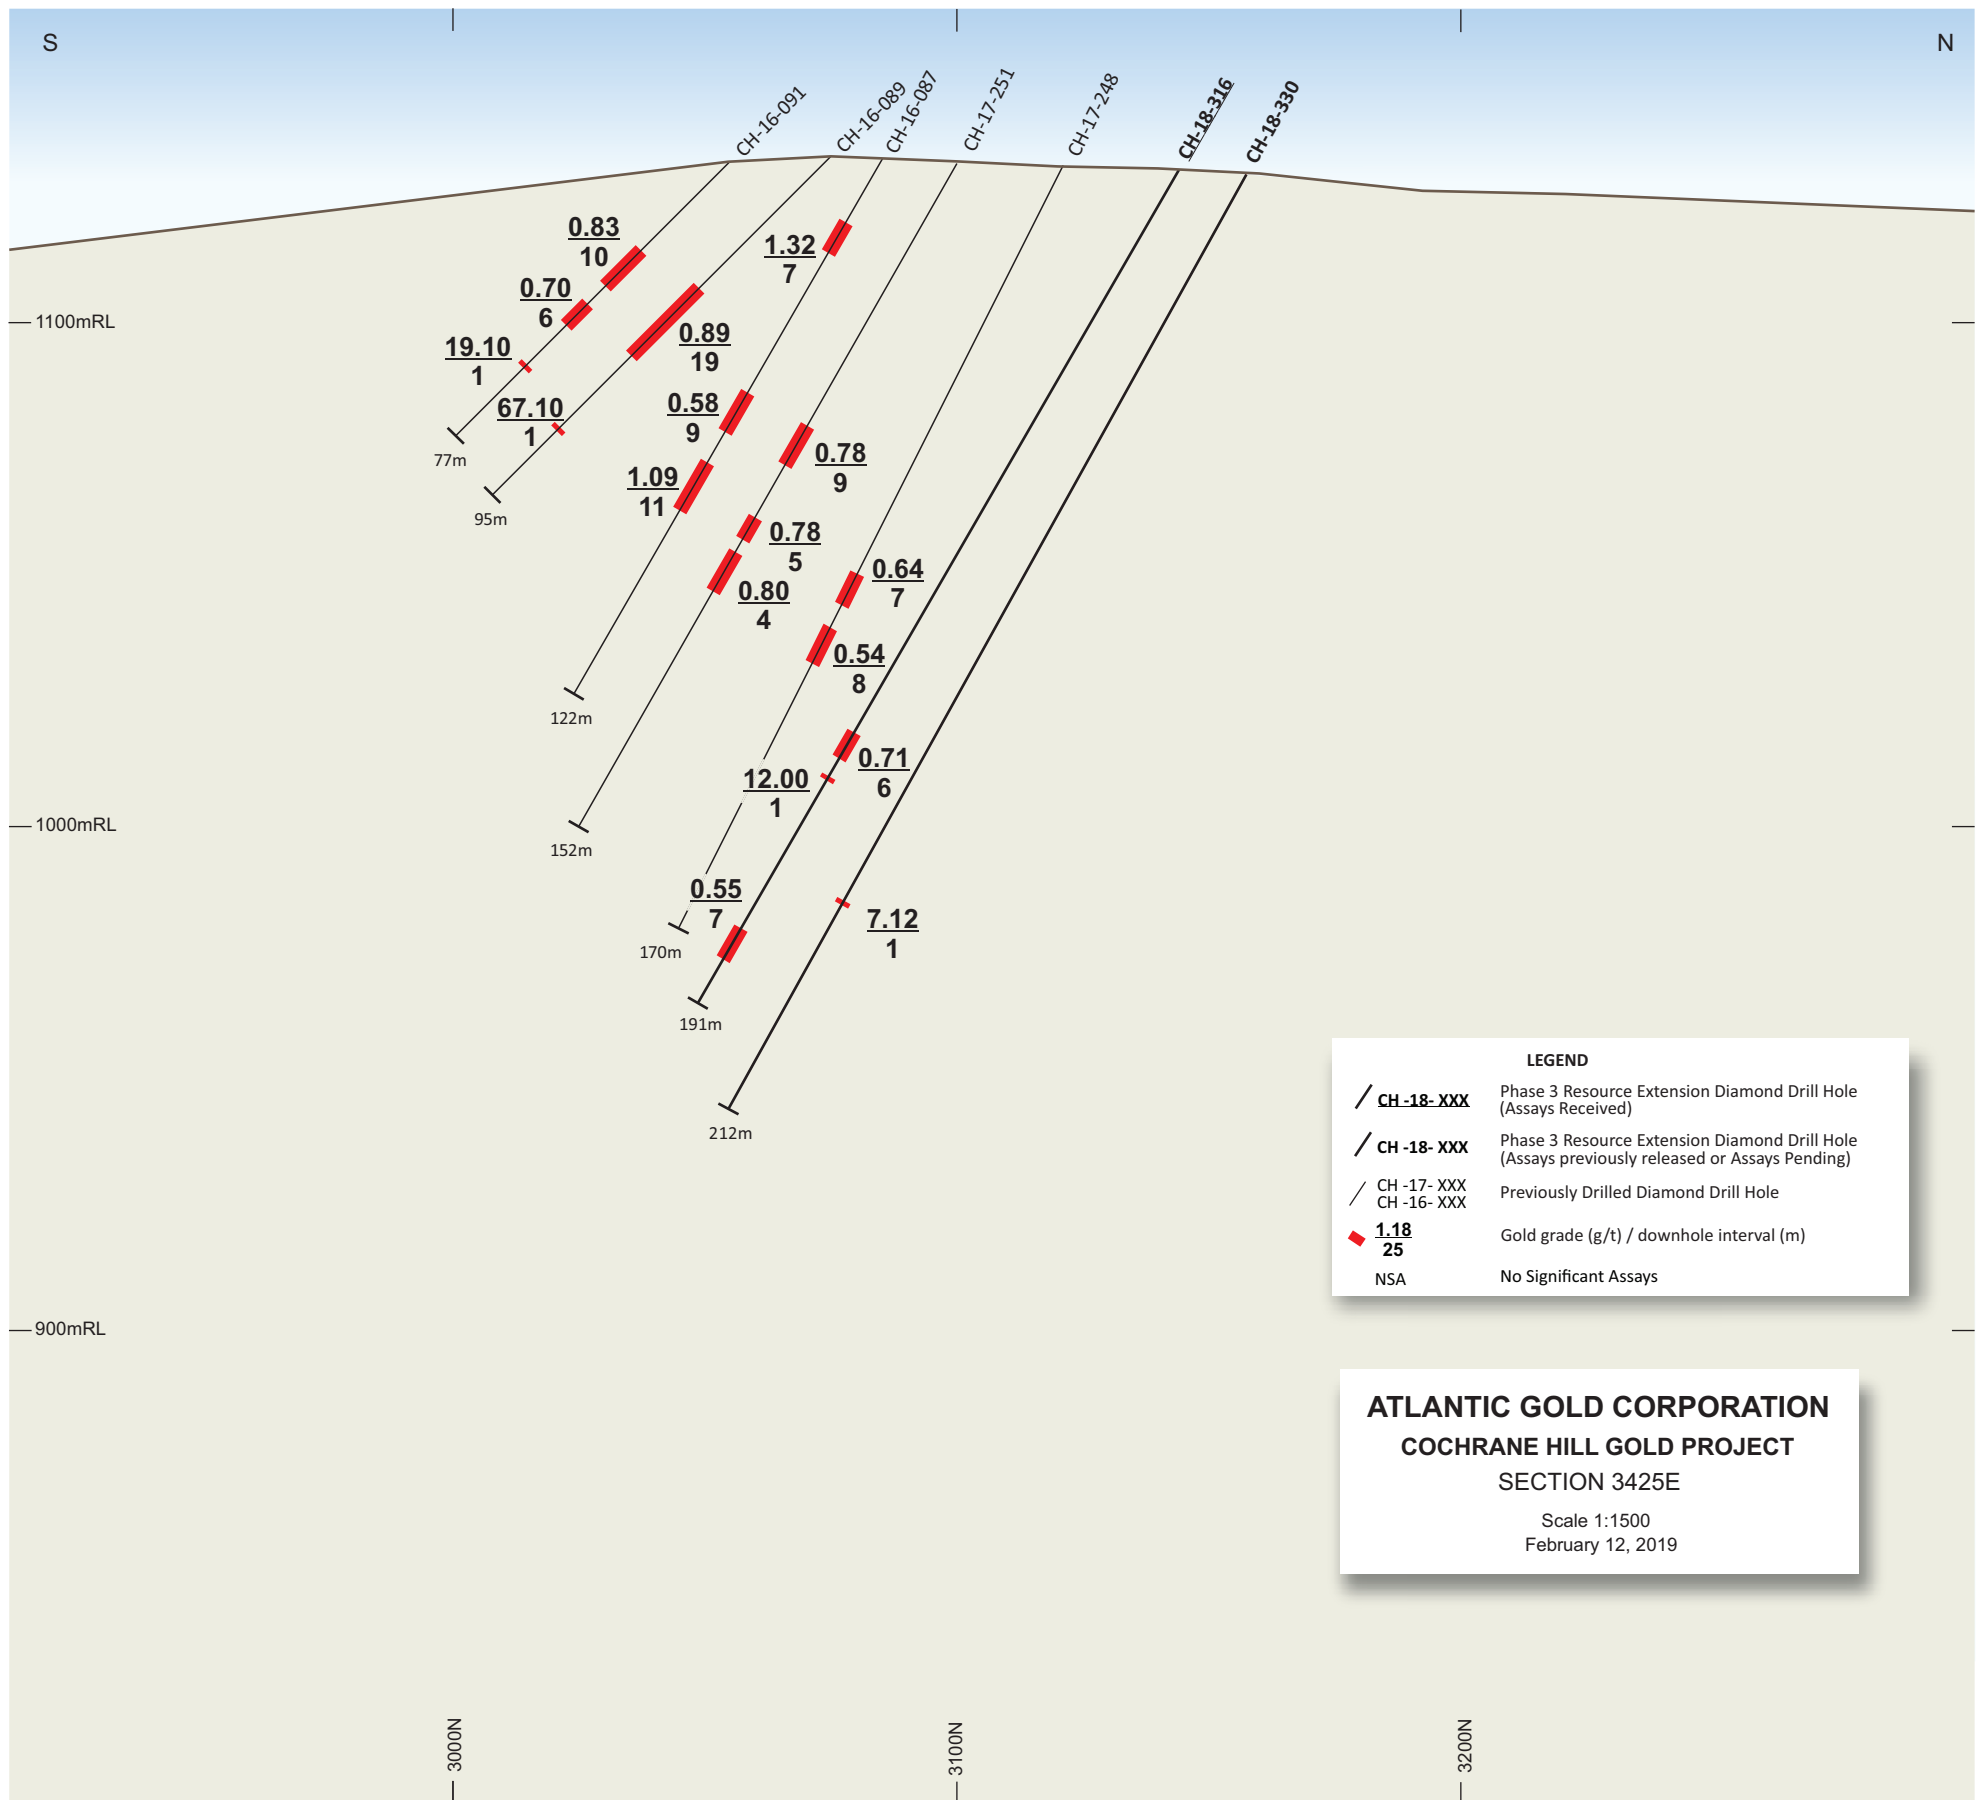 S
N
CH-16-091
CH-16-089
CH-16-087
CH-17-251
CH-17-248
CH-18-316
CH-18-330
0.83
10
1.32
7
0.70
6
1100mRL
19.10
1
0.89
19
67.10
1
0.58
9
77m
0.78
9
1.09
11
95m
0.78
5
0.64
7
0.80
4
0.54
8
122m
0.71
6
12.00
1
1000mRL
152m
0.55
7
7.12
1
170m
191m
212m
LEGEND
CH -18- XXX
Phase 3 Resource Extension Diamond Drill Hole
(Assays Received)
CH -18- XXX
Phase 3 Resource Extension Diamond Drill Hole
(Assays previously released or Assays Pending)
CH -17- XXX
CH -16- XXX
Previously Drilled Diamond Drill Hole
1.18
25
Gold grade (g/t) / downhole interval (m)
NSA
No Significant Assays
900mRL
ATLANTIC GOLD CORPORATION
COCHRANE HILL GOLD PROJECT
SECTION 3425E
Scale 1:1500
February 12, 2019
3000N
3100N
3200N